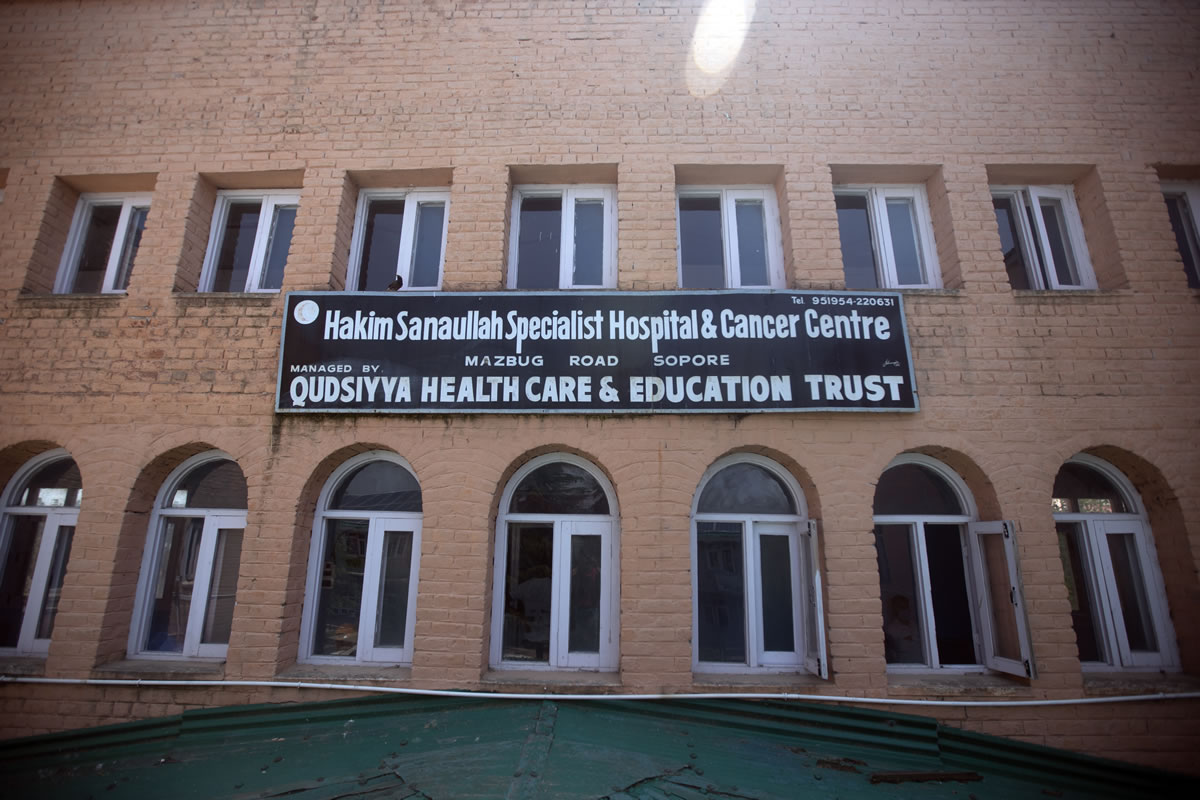 Tel. 951954-220631
Hakim Sanaullah Specialist Hospital & Cancer Centre
MAZBUG ROAD SOPORE
MANAGED BY
QUDSIYYA HEALTH CARE & EDUCATION TRUST